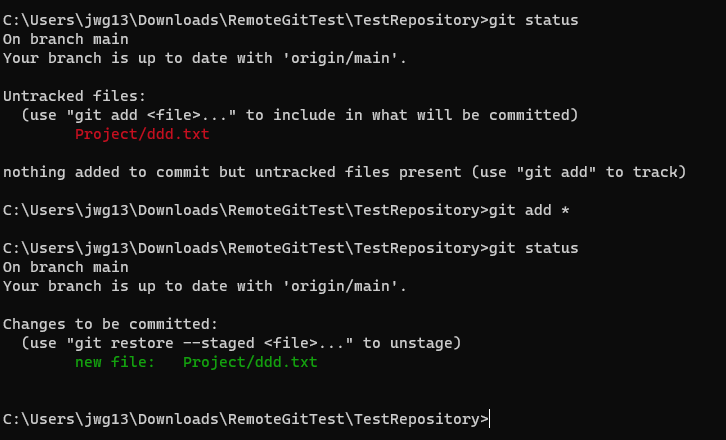 C:\Users\jwg13\Downloads\RemoteGitTest\TestRepository>git status
On branch main
Your branch is up to date with 'origin/main'.
Untracked files:
  (use "git add <file>..." to include in what will be committed)
        Project/ddd.txt
nothing added to commit but untracked files present (use "git add" to track)
C:\Users\jwg13\Downloads\RemoteGitTest\TestRepository>git add *
C:\Users\jwg13\Downloads\RemoteGitTest\TestRepository>git status
On branch main
Your branch is up to date with 'origin/main'.
Changes to be committed:
  (use "git restore --staged <file>..." to unstage)
        new file:   Project/ddd.txt
C:\Users\jwg13\Downloads\RemoteGitTest\TestRepository>